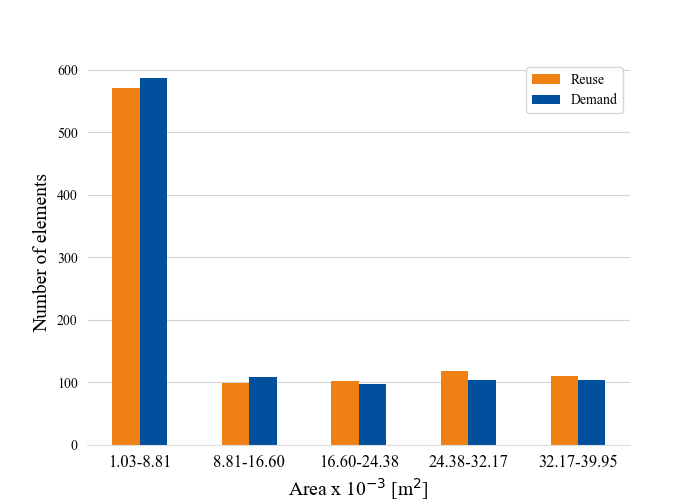 600
500
400
300
200
100
0
Number of elements
Reuse
Demand
1.03-8.81 8.81-16.60 16.60-24.38 24.38-32.17 32.17-39.95
Area x 10⁻³ [m²]